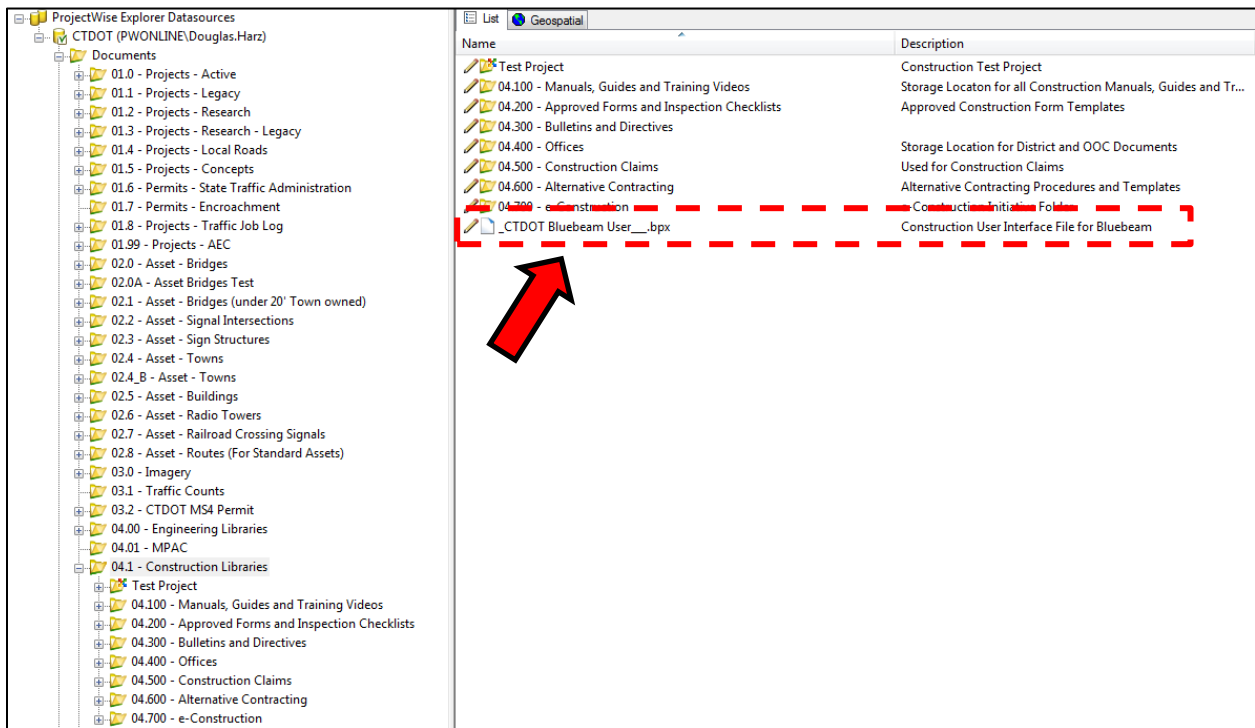 ProjectWise Explorer Datasources
CTDOT (PWONLINE\Douglas.Harz)
Documents
01.0 - Projects - Active
01.1 - Projects - Legacy
01.2 - Projects - Research
01.3 - Projects - Research - Legacy
01.4 - Projects - Local Roads
01.5 - Projects - Concepts
01.6 - Permits - State Traffic Administration
01.7 - Permits - Encroachment
01.8 - Projects - Traffic Job Log
01.99 - Projects - AEC
02.0 - Asset - Bridges
02.0A - Asset Bridges Test
02.1 - Asset - Bridges (under 20' Town owned)
02.2 - Asset - Signal Intersections
02.3 - Asset - Sign Structures
02.4 - Asset - Towns
02.4_B - Asset - Towns
02.5 - Asset - Buildings
02.6 - Asset - Radio Towers
02.7 - Asset - Railroad Crossing Signals
02.8 - Asset - Routes (For Standard Assets)
03.0 - Imagery
03.1 - Traffic Counts
03.2 - CTDOT MS4 Permit
04.00 - Engineering Libraries
04.01 - MPAC
04.1 - Construction Libraries
Test Project
04.100 - Manuals, Guides and Training Videos
04.200 - Approved Forms and Inspection Checklists
04.300 - Bulletins and Directives
04.400 - Offices
04.500 - Construction Claims
04.600 - Alternative Contracting
04.700 - e-Construction
List Geospatial
Name Description
Test Project Construction Test Project
04.100 - Manuals, Guides and Training Videos Storage Locaton for all Construction Manuals, Guides and Tr...
04.200 - Approved Forms and Inspection Checklists Approved Construction Form Templates
04.300 - Bulletins and Directives
04.400 - Offices Storage Location for District and OOC Documents
04.500 - Construction Claims Used for Construction Claims
04.600 - Alternative Contracting Alternative Contracting Procedures and Templates
04.700 - e-Construction e-Construction Initiative Folder
_CTDOT Bluebeam User__.bpx Construction User Interface File for Bluebeam